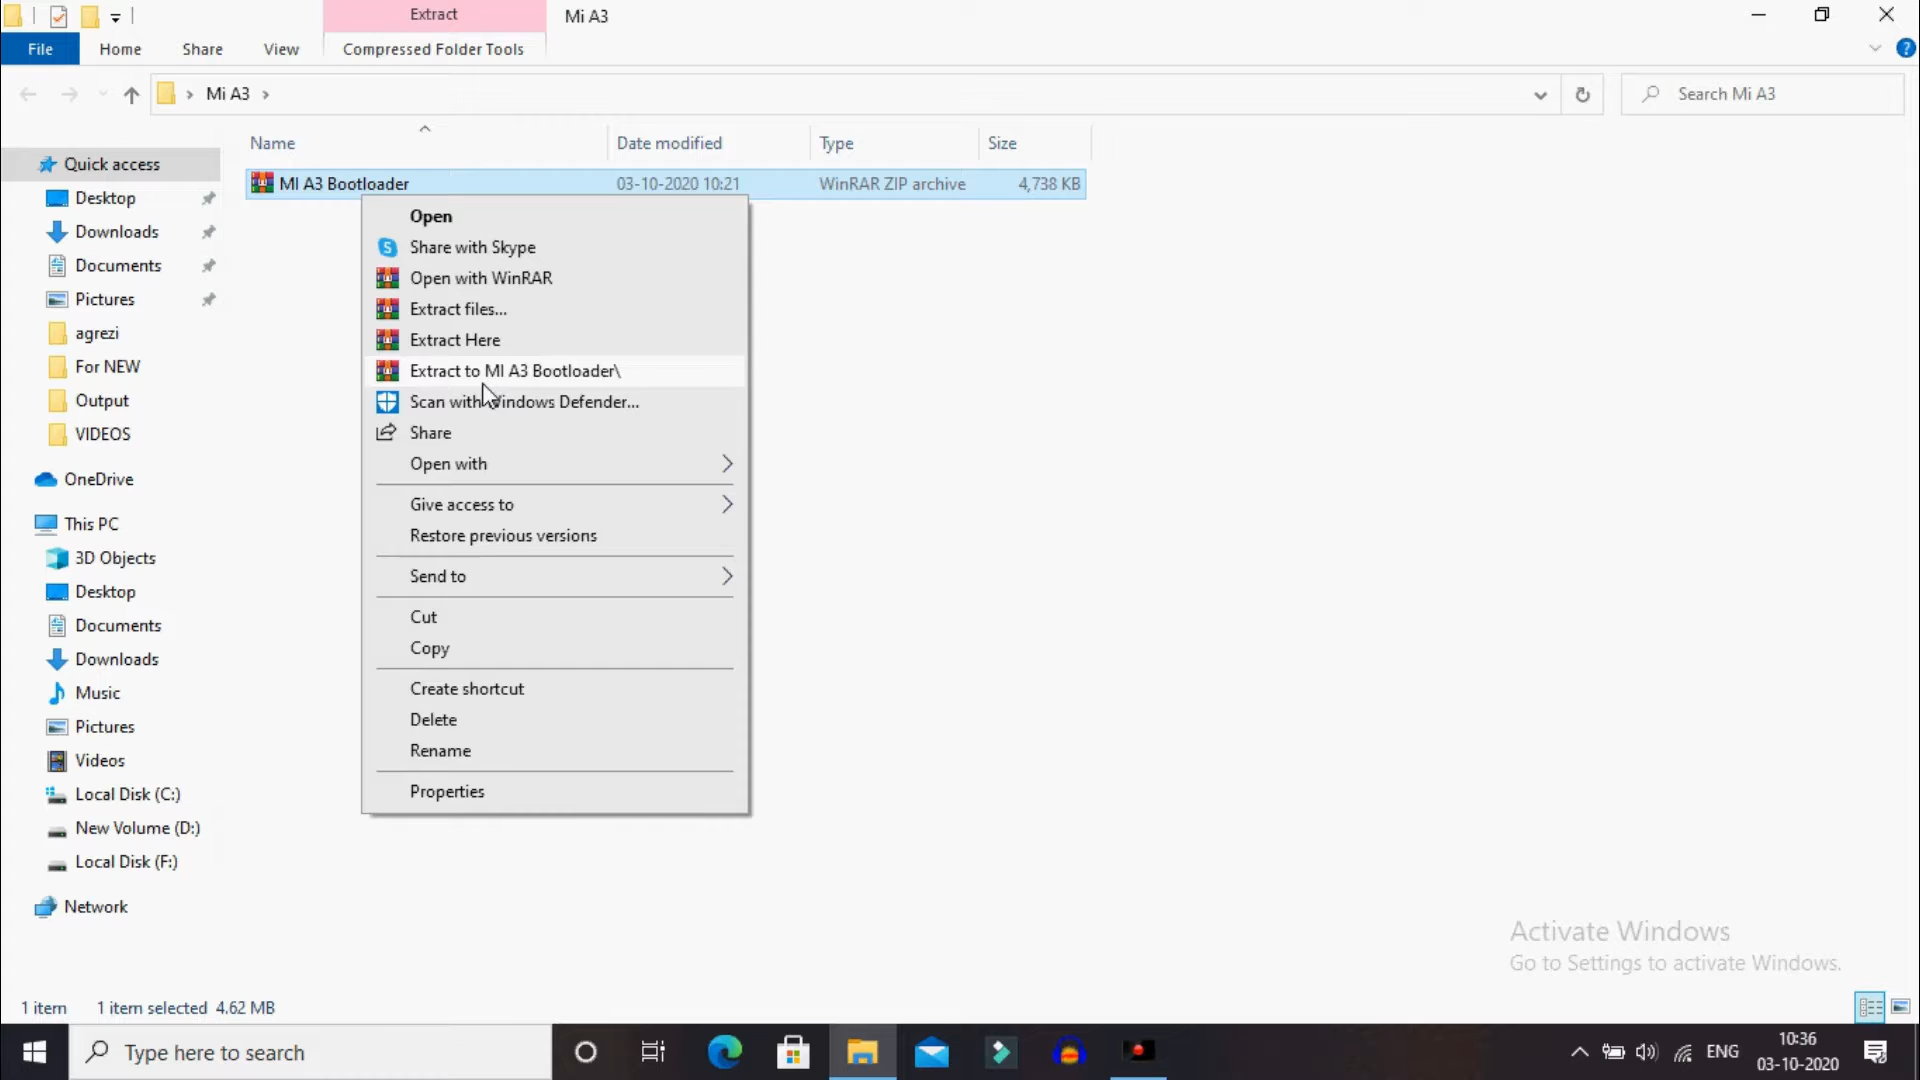 Extract
Mi A3
File
Home
Share
View
Compressed Folder Tools
Mi A3
Search Mi A3
Name
Date modified
Type
Size
Quick access
Desktop
Downloads
Documents
Pictures
agrezi
For NEW
Output
VIDEOS
OneDrive
This PC
3D Objects
Desktop
Documents
Downloads
Music
Pictures
Videos
Local Disk (C:)
New Volume (D:)
Local Disk (F:)
Network
MI A3 Bootloader 03-10-2020 10:21 WinRAR ZIP archive 4,738 KB
Open
Share with Skype
Open with WinRAR
Extract files...
Extract Here
Extract to MI A3 Bootloader\
Scan with Windows Defender...
Share
Open with
Give access to
Restore previous versions
Send to
Cut
Copy
Create shortcut
Delete
Rename
Properties
Activate Windows
Go to Settings to activate Windows.
1 item 1 item selected 4.62 MB
Type here to search
ENG
10:36
03-10-2020